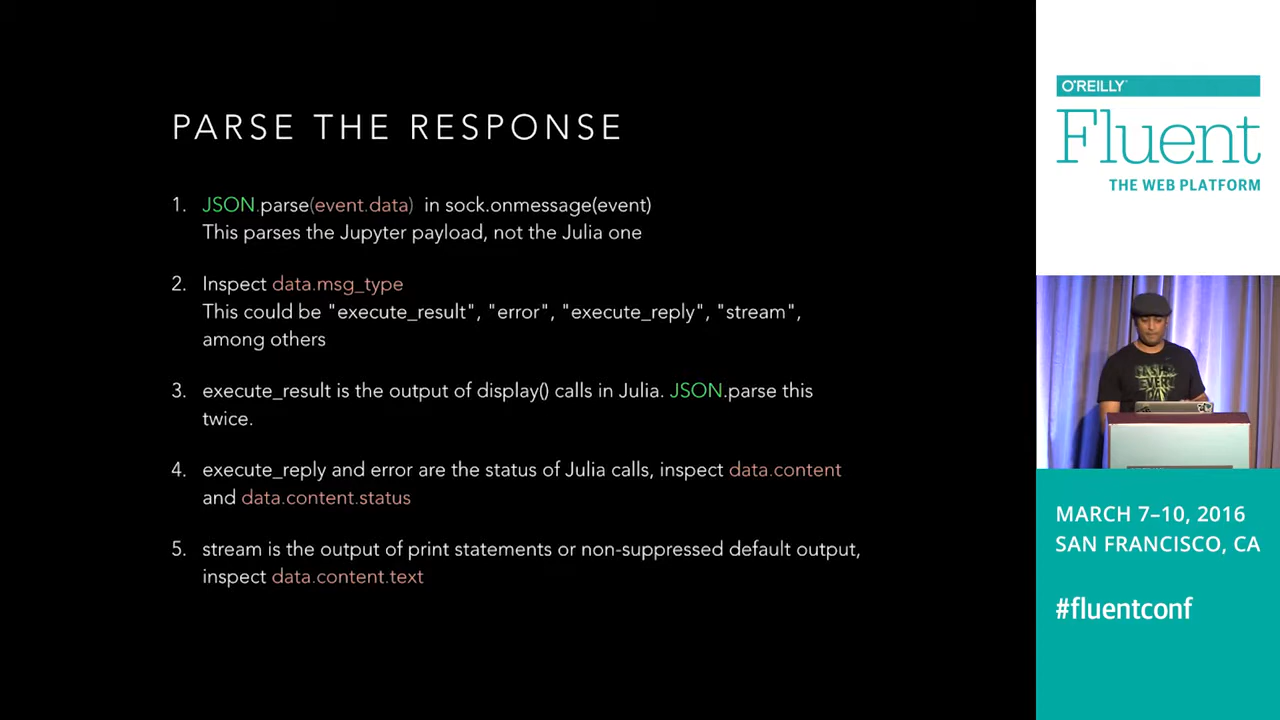 PARSE THE RESPONSE
1. JSON.parse(event.data) in sock.onmessage(event)
This parses the Jupyter payload, not the Julia one
2. Inspect data.msg_type
This could be "execute_result", "error", "execute_reply", "stream",
among others
3. execute_result is the output of display() calls in Julia. JSON.parse this
twice.
4. execute_reply and error are the status of Julia calls, inspect data.content
and data.content.status
5. stream is the output of print statements or non-suppressed default output,
inspect data.content.text
O'REILLY™
Fluent
THE WEB PLATFORM
MARCH 7–10, 2016
SAN FRANCISCO, CA
#fluentconf